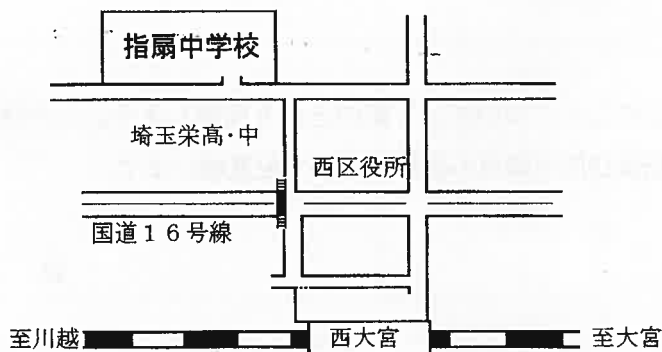 指扇中学校
埼玉栄高・中
西区役所
国道１６号線
至川越
西大宮
至大宮